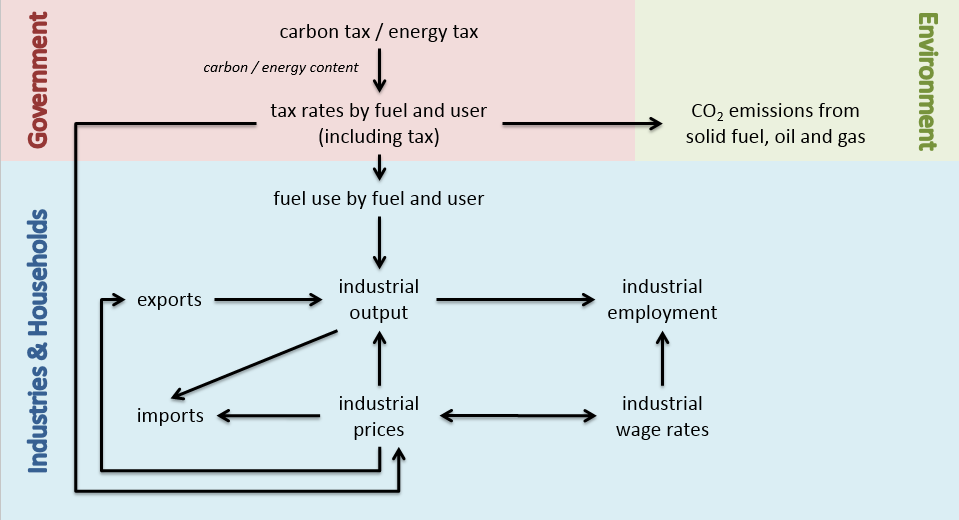 Government
carbon tax / energy tax
Environment
carbon / energy content
tax rates by fuel and user
(including tax)
CO₂ emissions from
solid fuel, oil and gas
Industries & Households
fuel use by fuel and user
exports
industrial
output
industrial
employment
imports
industrial
prices
industrial
wage rates